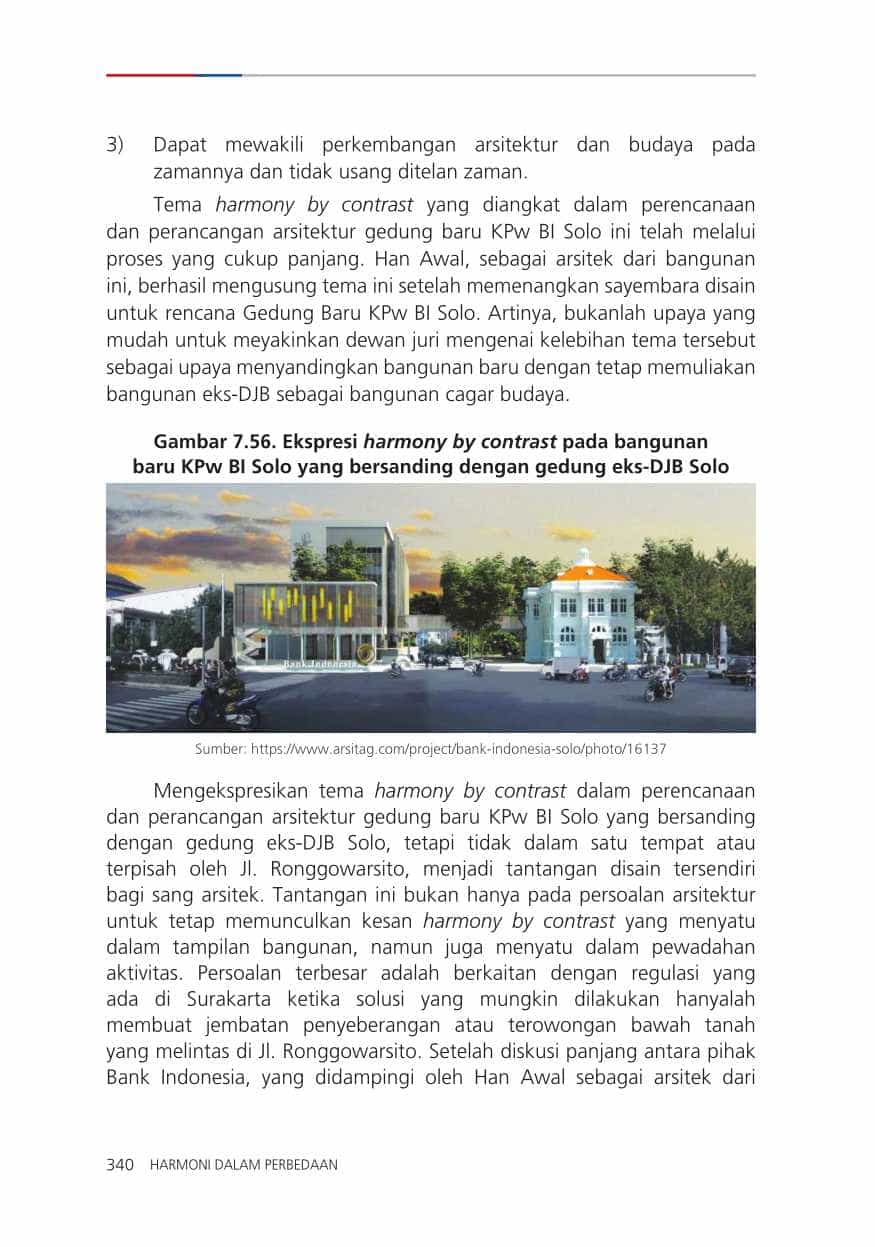 3) Dapat mewakili perkembangan arsitektur dan budaya pada
zamannya dan tidak usang ditelan zaman.
Tema harmony by contrast yang diangkat dalam perencanaan
dan perancangan arsitektur gedung baru KPw BI Solo ini telah melalui
proses yang cukup panjang. Han Awal, sebagai arsitek dari bangunan
ini, berhasil mengusung tema ini setelah memenangkan sayembara disain
untuk rencana Gedung Baru KPw BI Solo. Artinya, bukanlah upaya yang
mudah untuk meyakinkan dewan juri mengenai kelebihan tema tersebut
sebagai upaya menyandingkan bangunan baru dengan tetap memuliakan
bangunan eks-DJB sebagai bangunan cagar budaya.
Gambar 7.56. Ekspresi harmony by contrast pada bangunan
baru KPw BI Solo yang bersanding dengan gedung eks-DJB Solo
Bank Indonesia
Sumber: https://www.arsitag.com/project/bank-indonesia-solo/photo/16137
Mengekspresikan tema harmony by contrast dalam perencanaan
dan perancangan arsitektur gedung baru KPw BI Solo yang bersanding
dengan gedung eks-DJB Solo, tetapi tidak dalam satu tempat atau
terpisah oleh Jl. Ronggowarsito, menjadi tantangan disain tersendiri
bagi sang arsitek. Tantangan ini bukan hanya pada persoalan arsitektur
untuk tetap memunculkan kesan harmony by contrast yang menyatu
dalam tampilan bangunan, namun juga menyatu dalam pewadahan
aktivitas. Persoalan terbesar adalah berkaitan dengan regulasi yang
ada di Surakarta ketika solusi yang mungkin dilakukan hanyalah
membuat jembatan penyeberangan atau terowongan bawah tanah
yang melintas di Jl. Ronggowarsito. Setelah diskusi panjang antara pihak
Bank Indonesia, yang didampingi oleh Han Awal sebagai arsitek dari
340 HARMONI DALAM PERBEDAAN